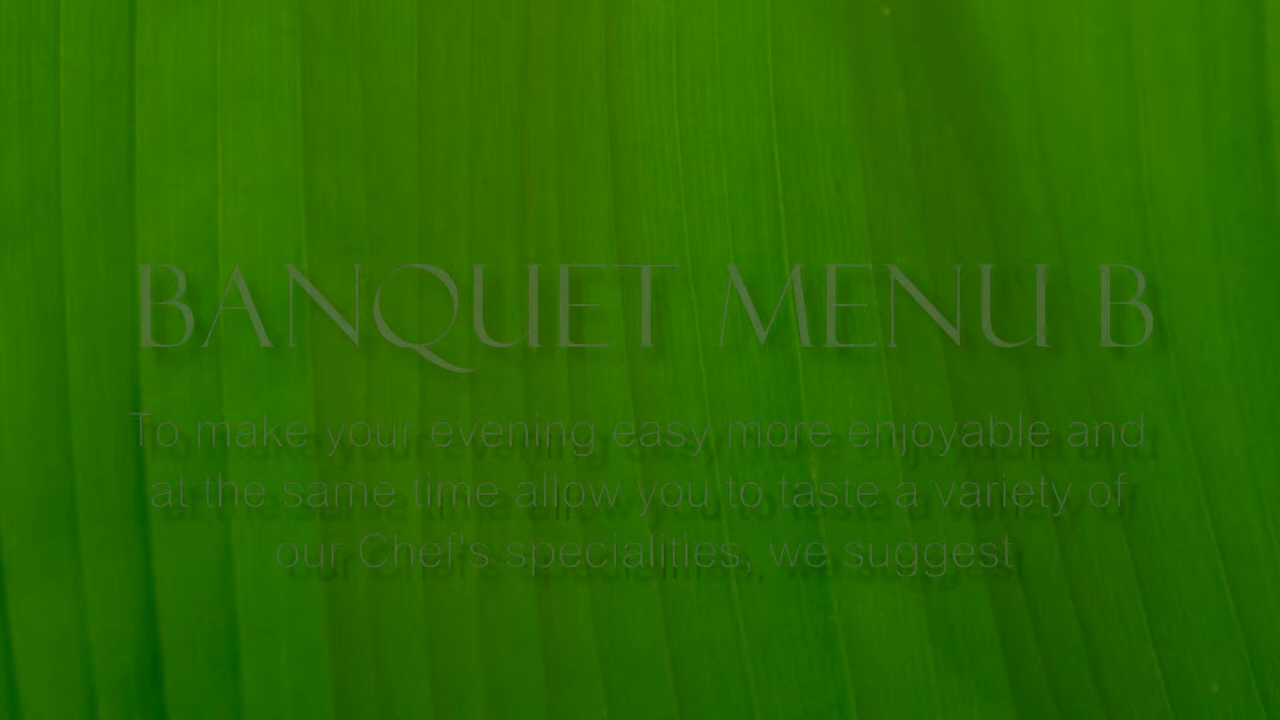 BANQUET MENU B
To make your evening easy, more enjoyable and
at the same time allow you to taste a variety of
our Chef's specialities, we suggest